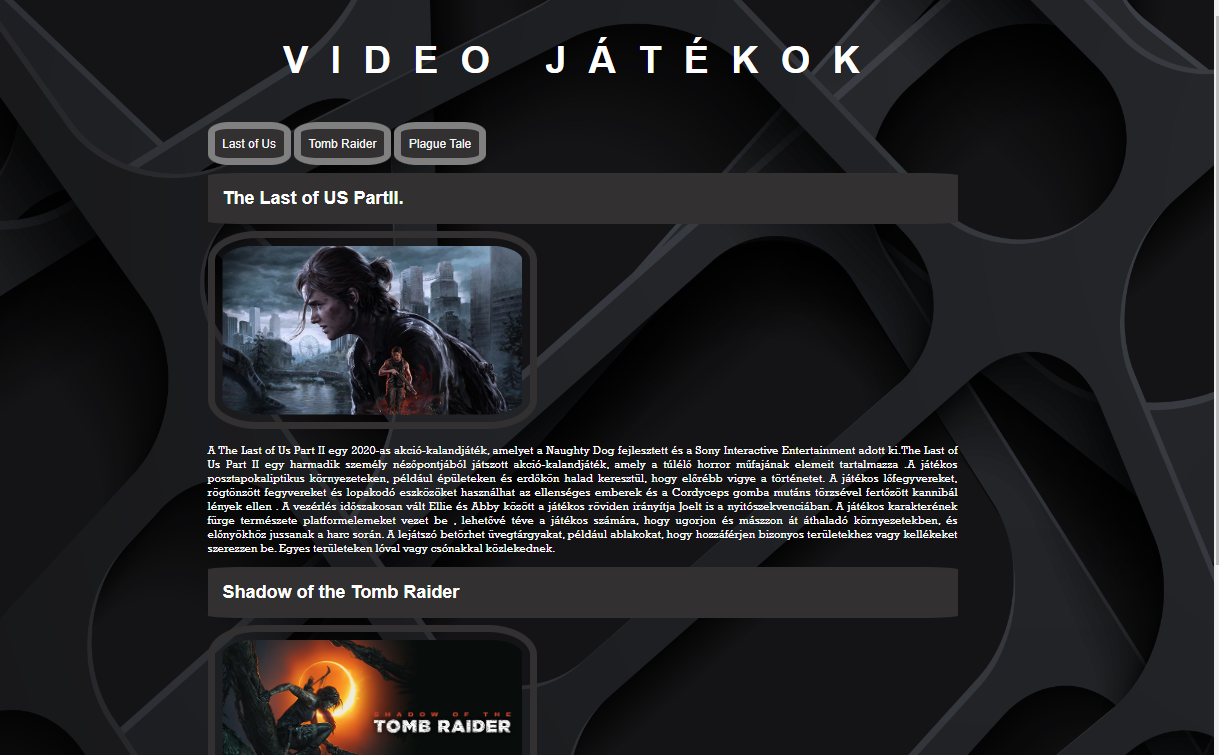 VIDEO JÁTÉKOK
Last of Us
Tomb Raider
Plague Tale
The Last of US PartII.
A The Last of Us Part II egy 2020-as akció-kalandjáték, amelyet a Naughty Dog fejlesztett és a Sony Interactive Entertainment adott ki.The Last of
Us Part II egy harmadik személy nézőpontjából játszott akció-kalandjáték, amely a túlélő horror műfajának elemeit tartalmazza .A játékos
posztapokaliptikus környezeteken, például épületeken és erdőkön halad keresztül, hogy előrébb vigye a történetet. A játékos lőfegyvereket,
rögtönzött fegyvereket és lopakodó eszközöket használhat az ellenséges emberek és a Cordyceps gomba mutáns törzsével fertőzött kannibál
lények ellen . A vezérlés időszakosan vált Ellie és Abby között a játékos röviden irányítja Joelt is a nyitószekvenciában. A játékos karakterének
fürge természete platformelemeket vezet be , lehetővé téve a játékos számára, hogy ugorjon és másszon át áthaladó környezetekben, és
előnyökhöz jussanak a harc során. A lejátszó betörhet üvegtárgyakat, például ablakokat, hogy hozzáférjen bizonyos területekhez vagy kellékeket
szerezzen be. Egyes területeken lóval vagy csónakkal közlekednek.
Shadow of the Tomb Raider
SHADOW OF THE
TOMB RAIDER